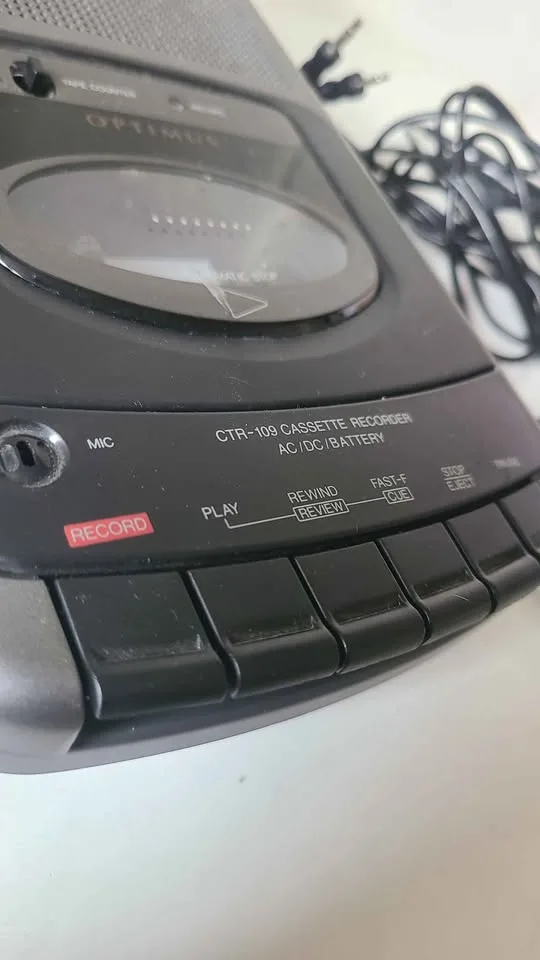 TAPE COUNTER
OPTIMUS
MIC
CTR-109 CASSETTE RECORDER
AC/DC/BATTERY
RECORD
PLAY
REWIND
REVIEW
FAST-F
CUE
STOP
EJECT